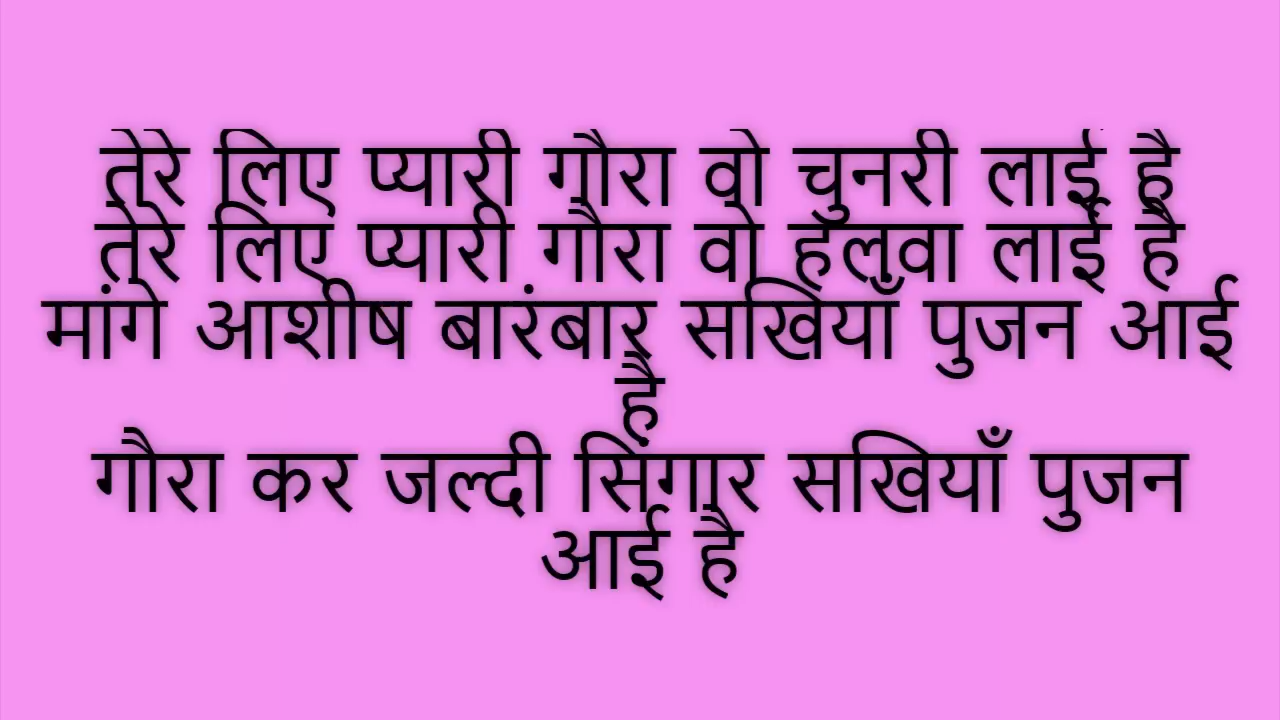 तेरे लिए प्यारी गौरा वो चुनरी लाई है
तेरे लिए प्यारी गौरा वो हलवा लाई है
मांगे आशीष बारंबार सखियाँ पुजन आई
है
गौरा कर जल्दी सिंगार सखियाँ पुजन
आई है